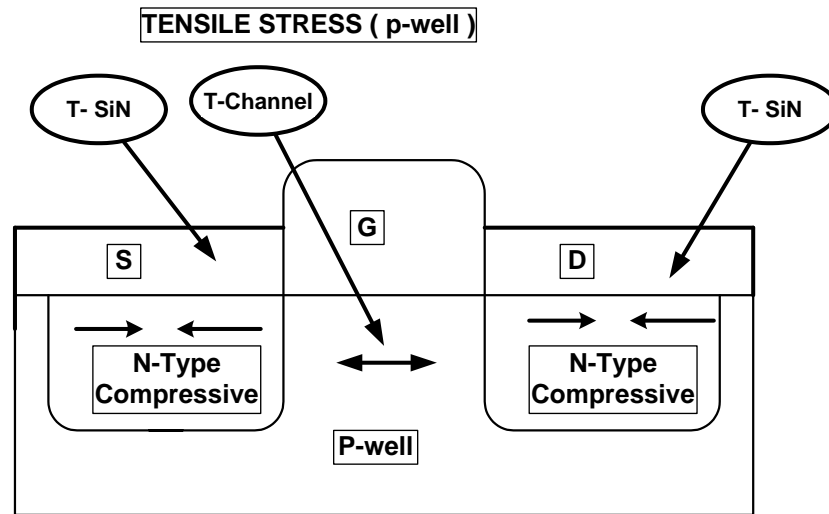 TENSILE STRESS ( p-well )
T- SiN
T-Channel
T- SiN
G
S
D
N-Type
Compressive
N-Type
Compressive
P-well